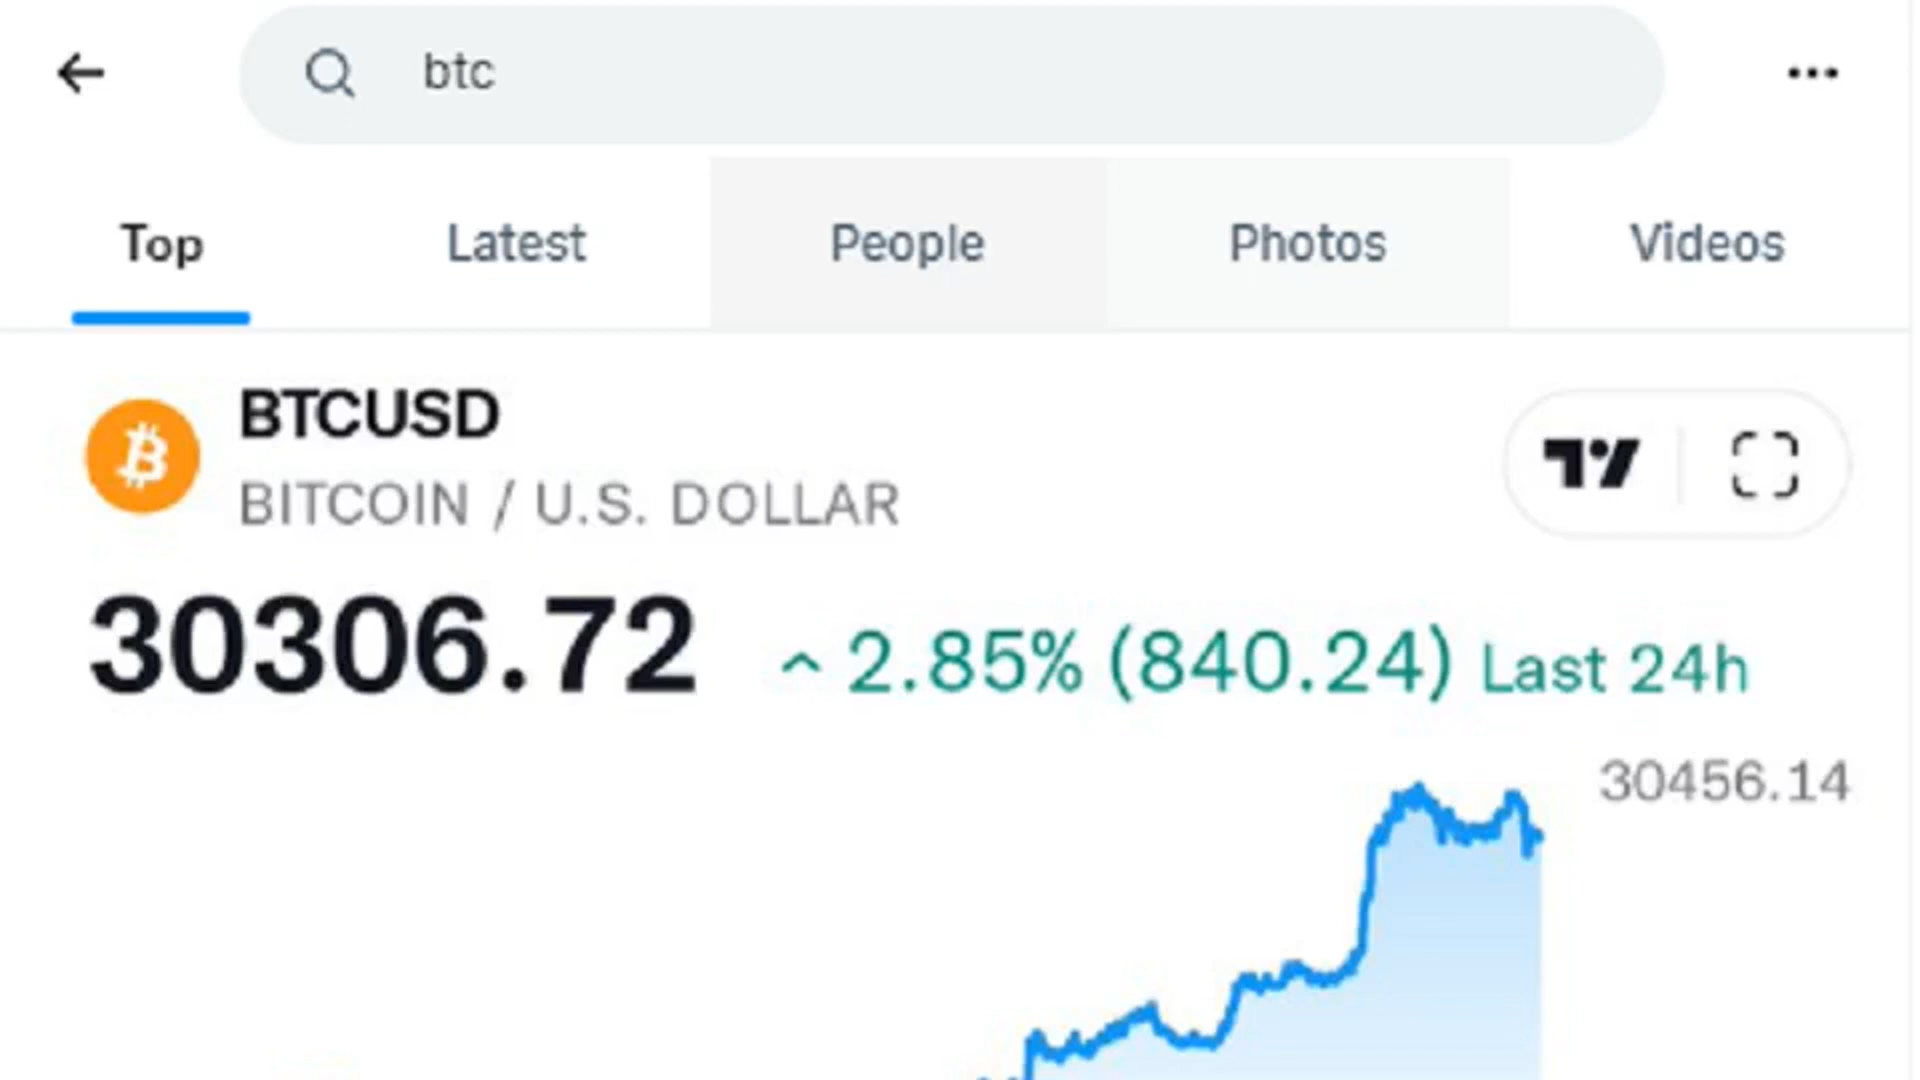 btc
Top Latest People Photos Videos
BTCUSD
BITCOIN / U.S. DOLLAR
30306.72 2.85% (840.24) Last 24h
30456.14